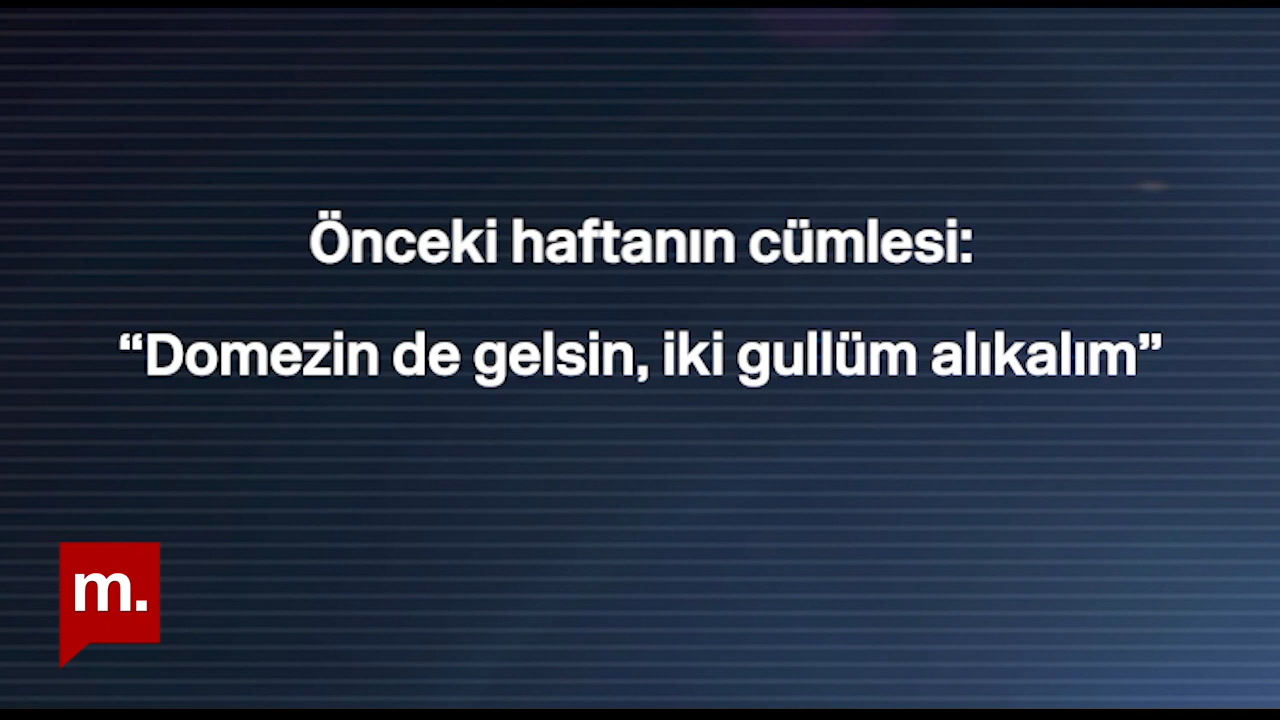 Önceki haftanın cümlesi:
“Domezin de gelsin, iki gullüm alıkalım”
m.